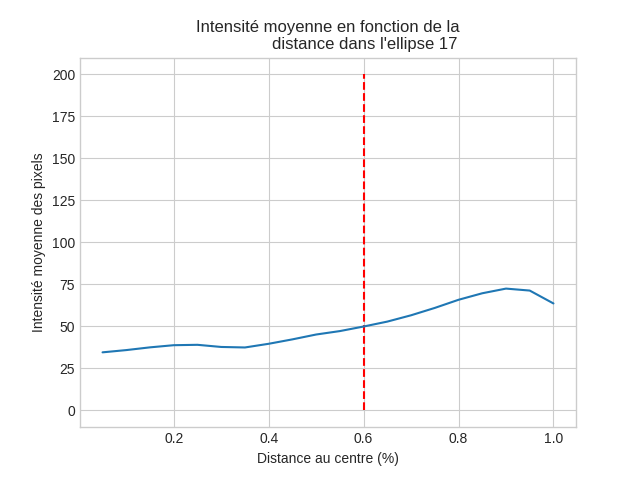 Intensité moyenne en fonction de la
distance dans l'ellipse 17
Intensité moyenne des pixels
200
175
150
125
100
75
50
25
0
0.2 0.4 0.6 0.8 1.0
Distance au centre (%)